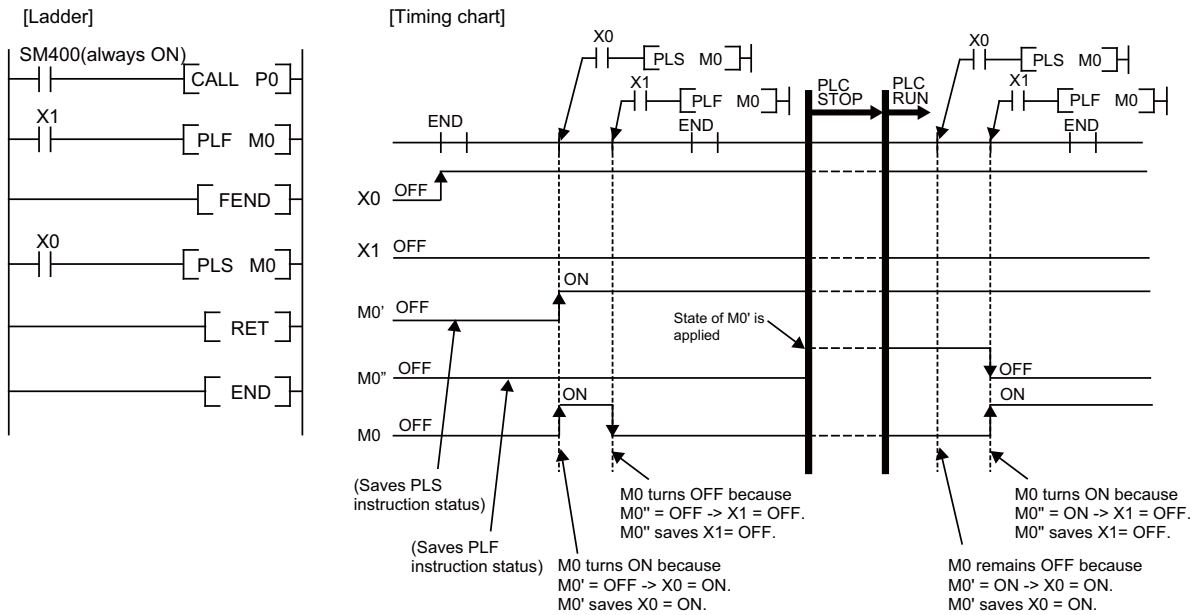 [Ladder]
SM400(always ON)
CALL P0
X1
PLF M0
FEND
X0
PLS M0
RET
END
[Timing chart]
X0
PLS M0
X1
PLF M0
END
END
PLC
STOP
PLC
RUN
X0
PLS M0
X1
PLF M0
END
X0 OFF
X1 OFF
ON
M0' OFF
State of M0' is
applied
M0" OFF
OFF
ON
ON
M0 OFF
(Saves PLS
instruction status)
(Saves PLF
instruction status)
M0 turns OFF because
M0" = OFF -> X1 = OFF.
M0" saves X1= OFF.
M0 turns ON because
M0' = OFF -> X0 = ON.
M0' saves X0 = ON.
M0 turns ON because
M0" = ON -> X1 = OFF.
M0" saves X1= OFF.
M0 remains OFF because
M0' = ON -> X0 = ON.
M0' saves X0 = ON.